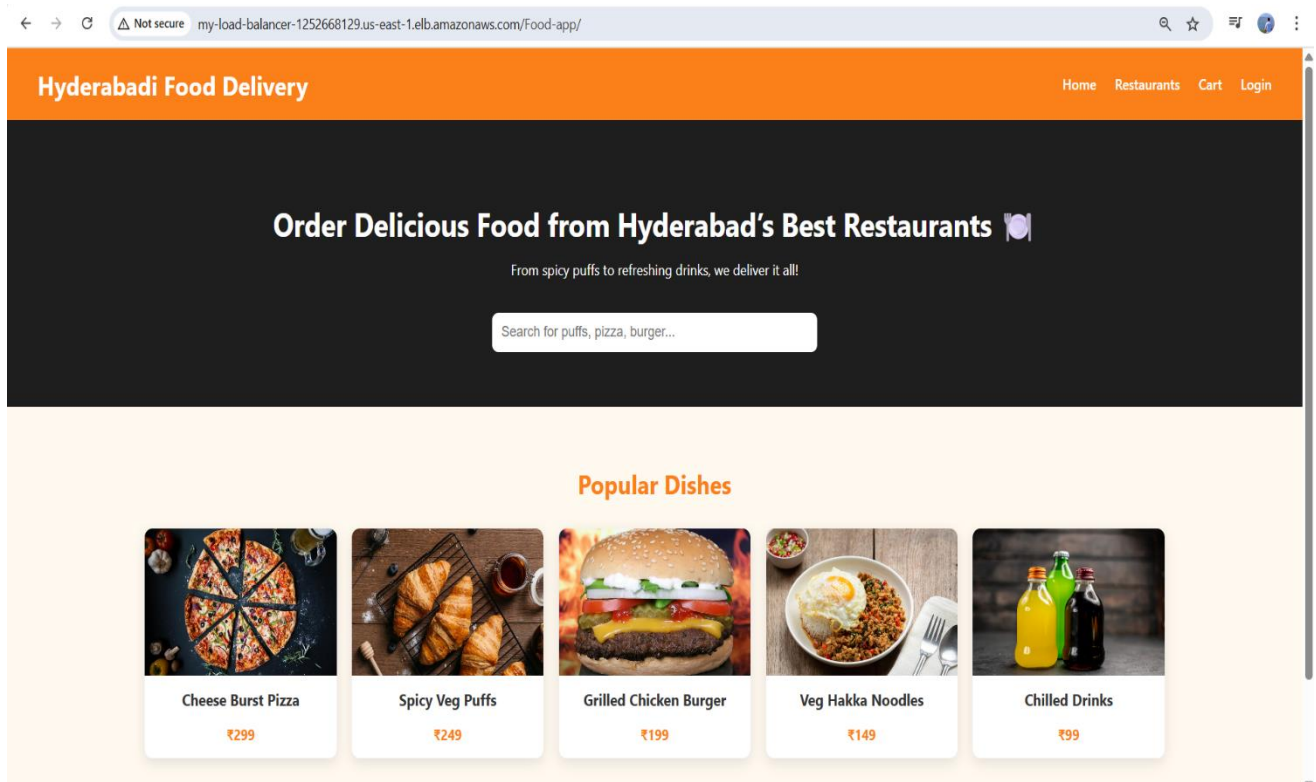 Not secure my-load-balancer-1252668129.us-east-1.elb.amazonaws.com/Food-app/
Hyderabadi Food Delivery Home Restaurants Cart Login
Order Delicious Food from Hyderabad’s Best Restaurants 🍽️
From spicy puffs to refreshing drinks, we deliver it all!
Search for puffs, pizza, burger...
Popular Dishes
Cheese Burst Pizza Spicy Veg Puffs Grilled Chicken Burger Veg Hakka Noodles Chilled Drinks
₹299 ₹249 ₹199 ₹149 ₹99